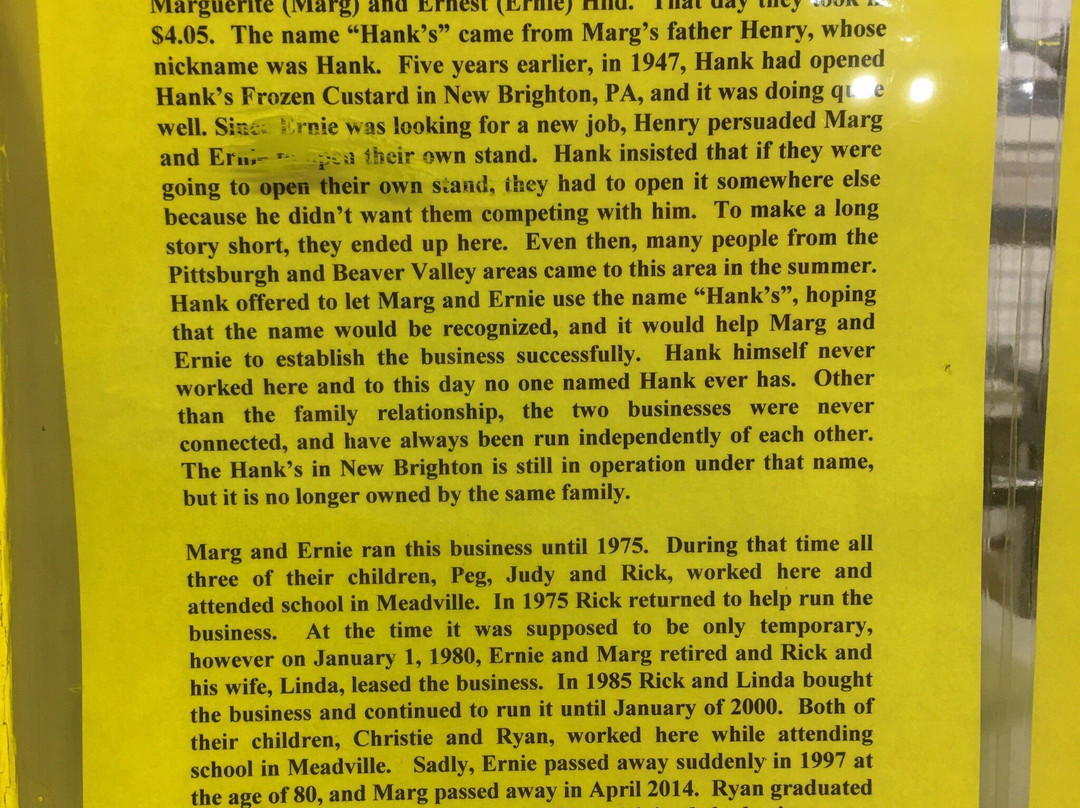 Marguerite (Marg) and Ernest (Ernie) Hild. That day they took in
$4.05. The name “Hank’s” came from Marg’s father Henry, whose
nickname was Hank. Five years earlier, in 1947, Hank had opened
Hank’s Frozen Custard in New Brighton, PA, and it was doing quite
well. Since Ernie was looking for a new job, Henry persuaded Marg
and Ernie to open their own stand. Hank insisted that if they were
going to open their own stand, they had to open it somewhere else
because he didn’t want them competing with him. To make a long
story short, they ended up here. Even then, many people from the
Pittsburgh and Beaver Valley areas came to this area in the summer.
Hank offered to let Marg and Ernie use the name “Hank’s”, hoping
that the name would be recognized, and it would help Marg and
Ernie to establish the business successfully. Hank himself never
worked here and to this day no one named Hank ever has. Other
than the family relationship, the two businesses were never
connected, and have always been run independently of each other.
The Hank’s in New Brighton is still in operation under that name,
but it is no longer owned by the same family.
Marg and Ernie ran this business until 1975. During that time all
three of their children, Peg, Judy and Rick, worked here and
attended school in Meadville. In 1975 Rick returned to help run the
business. At the time it was supposed to be only temporary,
however on January 1, 1980, Ernie and Marg retired and Rick and
his wife, Linda, leased the business. In 1985 Rick and Linda bought
the business and continued to run it until January of 2000. Both of
their children, Christie and Ryan, worked here while attending
school in Meadville. Sadly, Ernie passed away suddenly in 1997 at
the age of 80, and Marg passed away in April 2014. Ryan graduated